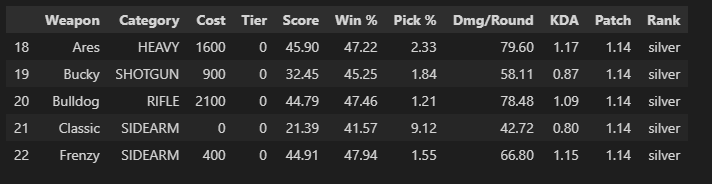 Weapon Category Cost Tier Score Win % Pick % Dmg/Round KDA Patch Rank
18 Ares HEAVY 1600 0 45.90 47.22 2.33 79.60 1.17 1.14 silver
19 Bucky SHOTGUN 900 0 32.45 45.25 1.84 58.11 0.87 1.14 silver
20 Bulldog RIFLE 2100 0 44.79 47.46 1.21 78.48 1.09 1.14 silver
21 Classic SIDEARM 0 0 21.39 41.57 9.12 42.72 0.80 1.14 silver
22 Frenzy SIDEARM 400 0 44.91 47.94 1.55 66.80 1.15 1.14 silver